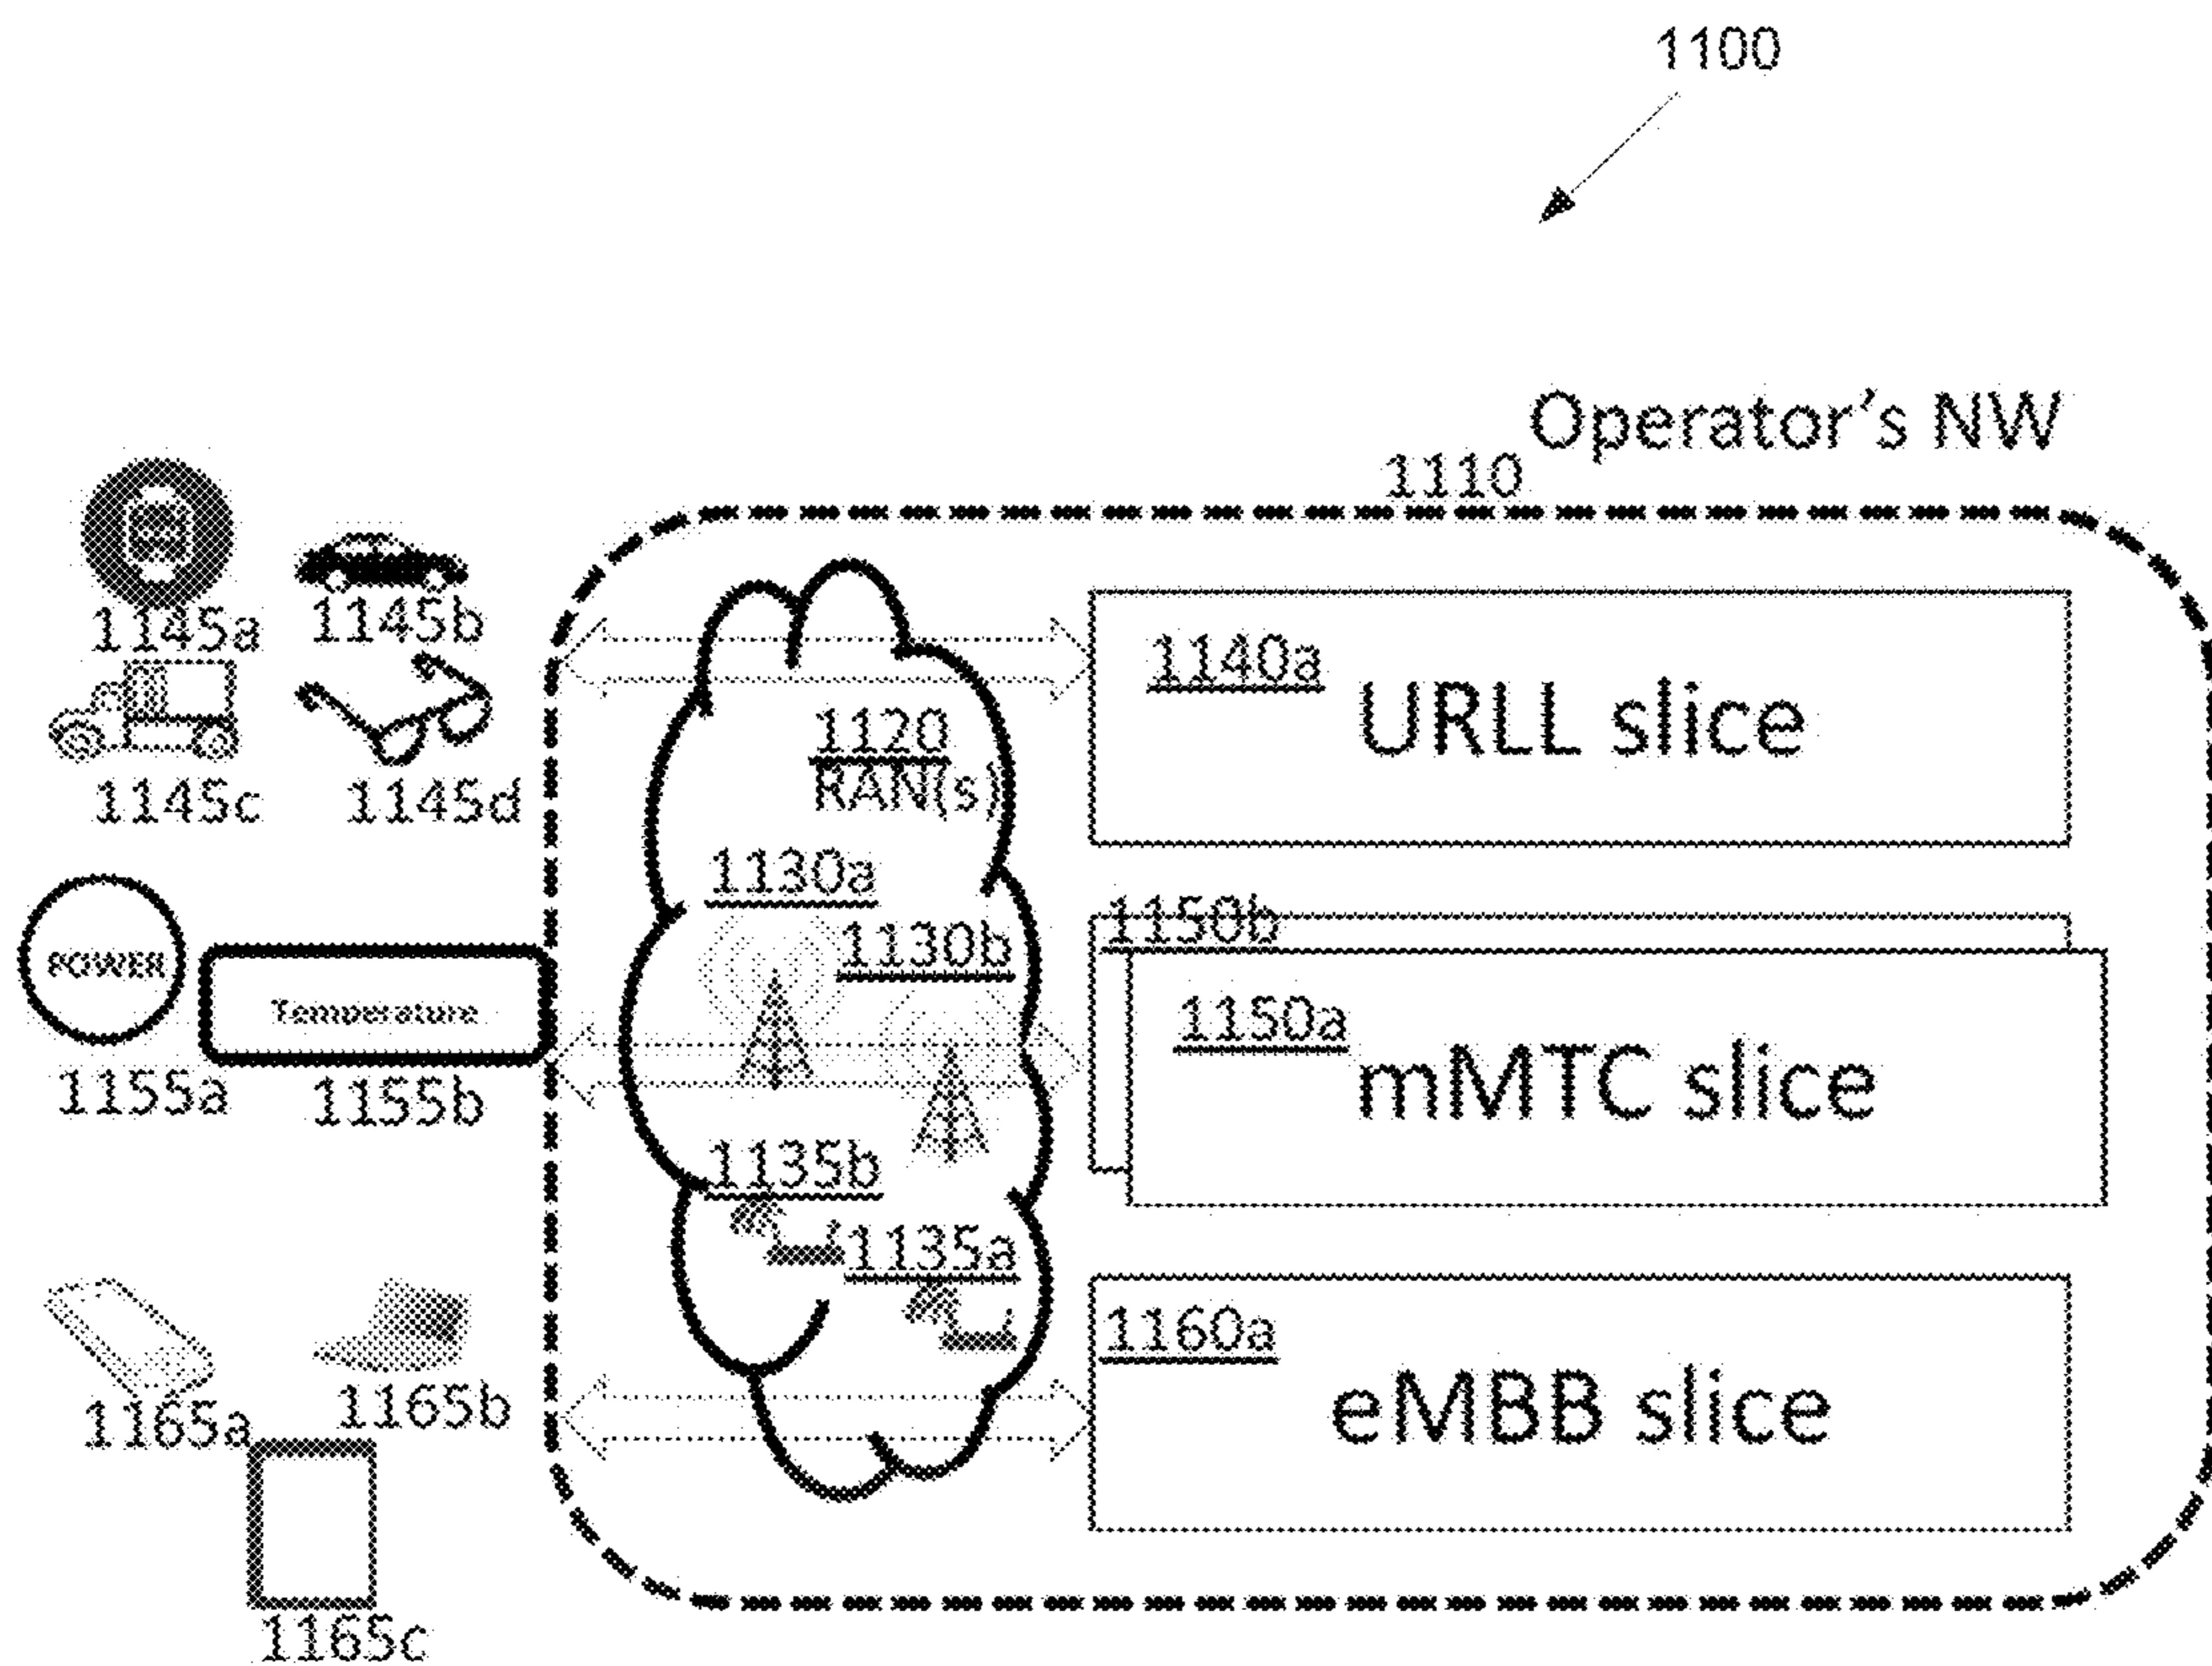 1100
Operator's NW
1110
1145a
1145b
1145c
1145d
1140a
URLL slice
1120
RAN(s)
1130a
1130b
1150b
1150a
mMTC slice
POWER
Temperature
1155a
1155b
1135b
1135a
1160a
eMBB slice
1165a
1165b
1165c